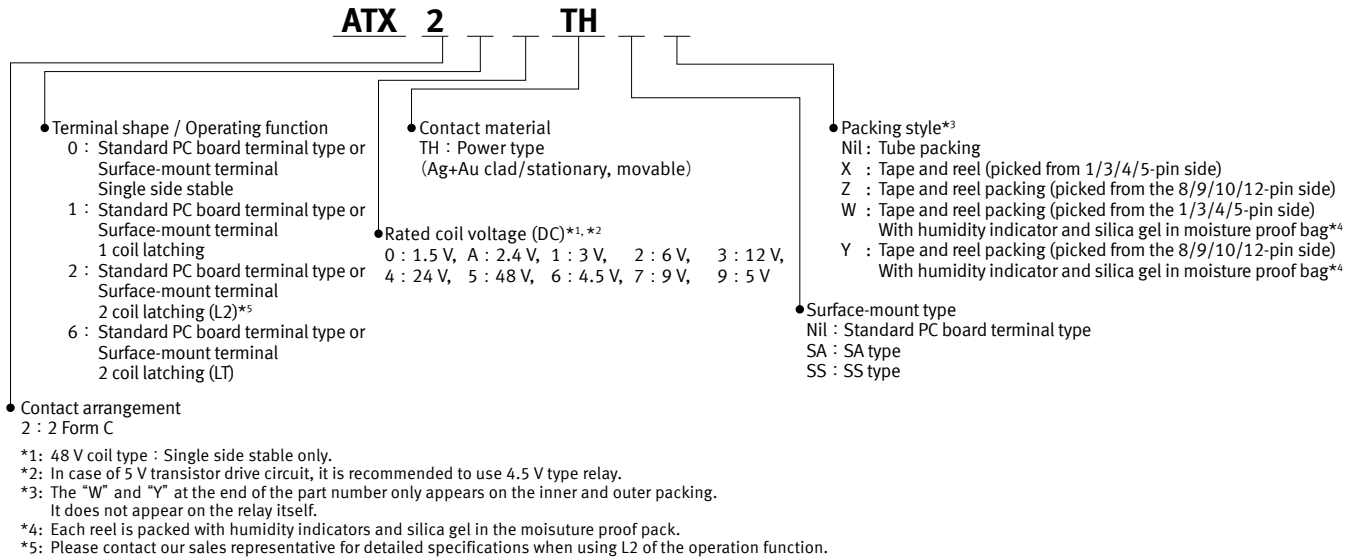 ATX 2 _ _ TH _ _
Terminal shape / Operating function
0 : Standard PC board terminal type or
Surface-mount terminal
Single side stable
1 : Standard PC board terminal type or
Surface-mount terminal
1 coil latching
2 : Standard PC board terminal type or
Surface-mount terminal
2 coil latching (L2)*5
6 : Standard PC board terminal type or
Surface-mount terminal
2 coil latching (LT)
Contact arrangement
2 : 2 Form C
Rated coil voltage (DC)*1, *2
0 : 1.5 V, A : 2.4 V, 1 : 3 V, 2 : 6 V, 3 : 12 V,
4 : 24 V, 5 : 48 V, 6 : 4.5 V, 7 : 9 V, 9 : 5 V
Contact material
TH : Power type
(Ag+Au clad/stationary, movable)
Surface-mount type
Nil : Standard PC board terminal type
SA : SA type
SS : SS type
Packing style*3
Nil : Tube packing
X : Tape and reel (picked from 1/3/4/5-pin side)
Z : Tape and reel packing (picked from the 8/9/10/12-pin side)
W : Tape and reel packing (picked from the 1/3/4/5-pin side)
With humidity indicator and silica gel in moisture proof bag*4
Y : Tape and reel packing (picked from the 8/9/10/12-pin side)
With humidity indicator and silica gel in moisture proof bag*4
*1: 48 V coil type : Single side stable only.
*2: In case of 5 V transistor drive circuit, it is recommended to use 4.5 V type relay.
*3: The "W" and "Y" at the end of the part number only appears on the inner and outer packing.
It does not appear on the relay itself.
*4: Each reel is packed with humidity indicators and silica gel in the moisuture proof pack.
*5: Please contact our sales representative for detailed specifications when using L2 of the operation function.